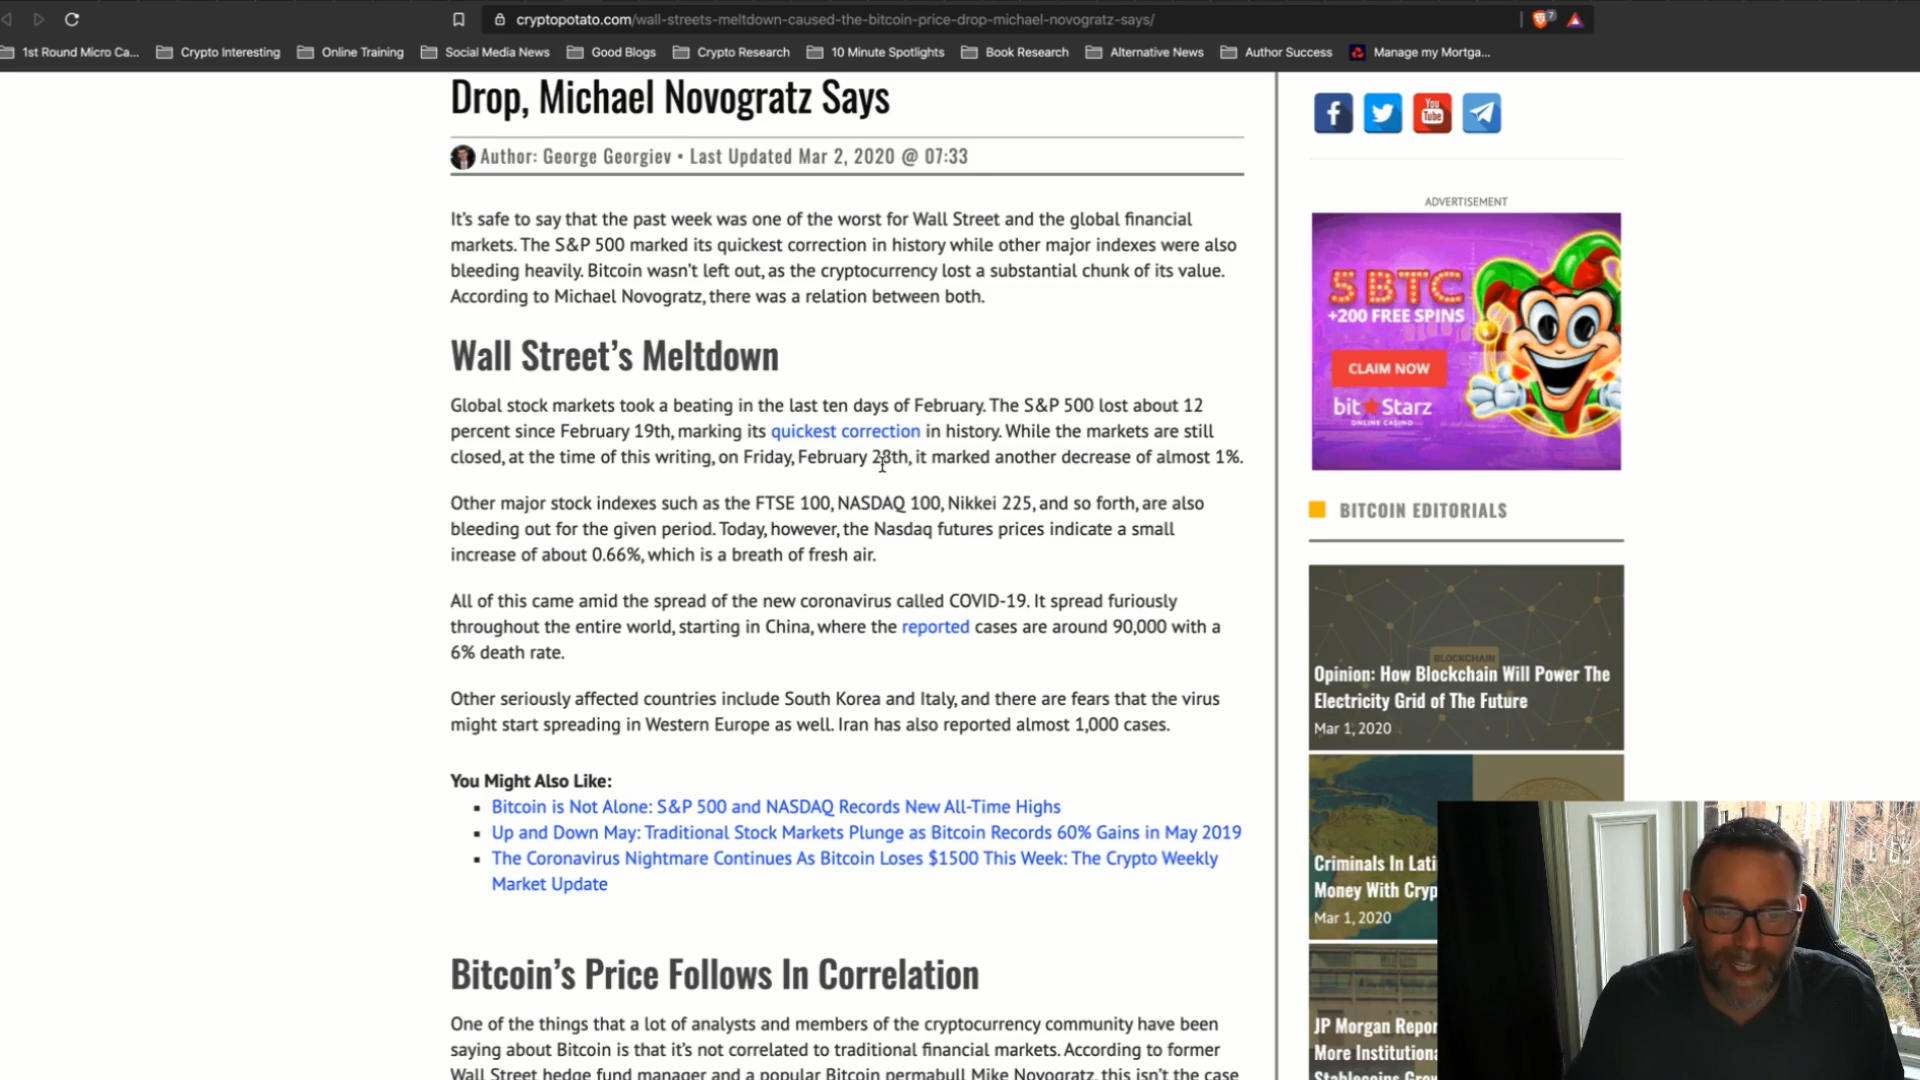 cryptopotato.com/wall-streets-meltdown-caused-the-bitcoin-price-drop-michael-novogratz-says/
7
1st Round Micro Ca...
Crypto Interesting
Online Training
Social Media News
Good Blogs
Crypto Research
10 Minute Spotlights
Book Research
Alternative News
Author Success
Manage my Mortga...
Drop, Michael Novogratz Says
Author: George Georgiev • Last Updated Mar 2, 2020 @ 07:33
It's safe to say that the past week was one of the worst for Wall Street and the global financial
markets. The S&P 500 marked its quickest correction in history while other major indexes were also
bleeding heavily. Bitcoin wasn't left out, as the cryptocurrency lost a substantial chunk of its value.
According to Michael Novogratz, there was a relation between both.
Wall Street's Meltdown
Global stock markets took a beating in the last ten days of February. The S&P 500 lost about 12
percent since February 19th, marking its quickest correction in history. While the markets are still
closed, at the time of this writing, on Friday, February 28th, it marked another decrease of almost 1%.
Other major stock indexes such as the FTSE 100, NASDAQ 100, Nikkei 225, and so forth, are also
bleeding out for the given period. Today, however, the Nasdaq futures prices indicate a small
increase of about 0.66%, which is a breath of fresh air.
All of this came amid the spread of the new coronavirus called COVID-19. It spread furiously
throughout the entire world, starting in China, where the reported cases are around 90,000 with a
6% death rate.
Other seriously affected countries include South Korea and Italy, and there are fears that the virus
might start spreading in Western Europe as well. Iran has also reported almost 1,000 cases.
You Might Also Like:
▪ Bitcoin is Not Alone: S&P 500 and NASDAQ Records New All-Time Highs
▪ Up and Down May: Traditional Stock Markets Plunge as Bitcoin Records 60% Gains in May 2019
▪ The Coronavirus Nightmare Continues As Bitcoin Loses $1500 This Week: The Crypto Weekly
Market Update
Bitcoin's Price Follows In Correlation
One of the things that a lot of analysts and members of the cryptocurrency community have been
saying about Bitcoin is that it's not correlated to traditional financial markets. According to former
Wall Street hedge fund manager and a popular Bitcoin permabull Mike Novogratz, this isn't the case
You
Tube
ADVERTISEMENT
5 BTC
+200 FREE SPINS
CLAIM NOW
bit★Starz
ONLINE CASINO
BITCOIN EDITORIALS
BLOCKCHAIN
Opinion: How Blockchain Will Power The
Electricity Grid of The Future
Mar 1, 2020
Criminals In Lati
Money With Cryp
Mar 1, 2020
JP Morgan Repor
More Institutiona
Stablecoins Grow